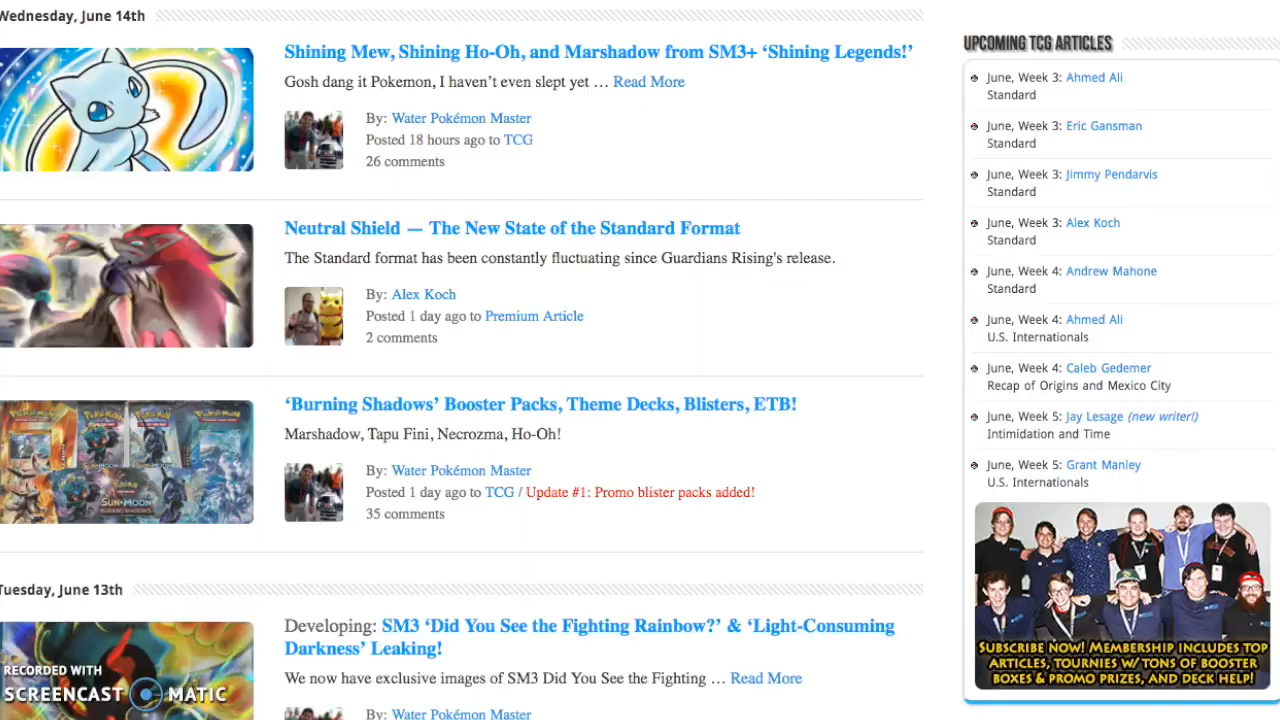 Wednesday, June 14th
Shining Mew, Shining Ho-Oh, and Marshadow from SM3+ ‘Shining Legends!’
Gosh dang it Pokemon, I haven’t even slept yet … Read More
By: Water Pokémon Master
Posted 18 hours ago to TCG
26 comments
Neutral Shield — The New State of the Standard Format
The Standard format has been constantly fluctuating since Guardians Rising's release.
By: Alex Koch
Posted 1 day ago to Premium Article
2 comments
‘Burning Shadows’ Booster Packs, Theme Decks, Blisters, ETB!
Marshadow, Tapu Fini, Necrozma, Ho-Oh!
By: Water Pokémon Master
Posted 1 day ago to TCG / Update #1: Promo blister packs added!
35 comments
POKéMON POKéMON POKéMON POKéMON
SUN & MOON
Tuesday, June 13th
Developing: SM3 ‘Did You See the Fighting Rainbow?’ & ‘Light-Consuming
Darkness’ Leaking!
We now have exclusive images of SM3 Did You See the Fighting … Read More
By: Water Pokémon Master
RECORDED WITH
SCREENCAST MATIC
UPCOMING TCG ARTICLES
June, Week 3: Ahmed Ali
Standard
June, Week 3: Eric Gansman
Standard
June, Week 3: Jimmy Pendarvis
Standard
June, Week 3: Alex Koch
Standard
June, Week 4: Andrew Mahone
Standard
June, Week 4: Ahmed Ali
U.S. Internationals
June, Week 4: Caleb Gedemer
Recap of Origins and Mexico City
June, Week 5: Jay Lesage (new writer!)
Intimidation and Time
June, Week 5: Grant Manley
U.S. Internationals
SUBSCRIBE NOW! MEMBERSHIP INCLUDES TOP
ARTICLES, TOURNIES W/ TONS OF BOOSTER
BOXES & PROMO PRIZES, AND DECK HELP!